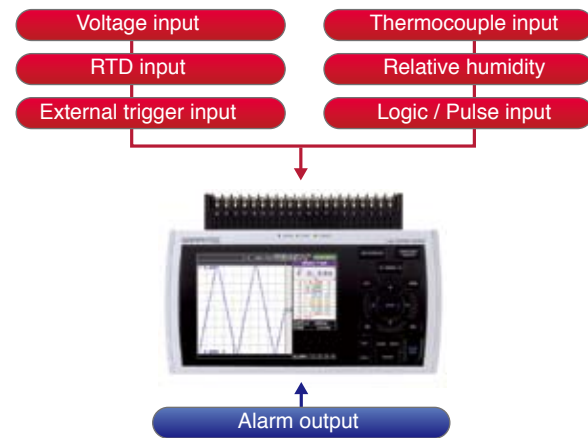 Voltage input
Thermocouple input
RTD input
Relative humidity
External trigger input
Logic / Pulse input
Alarm output